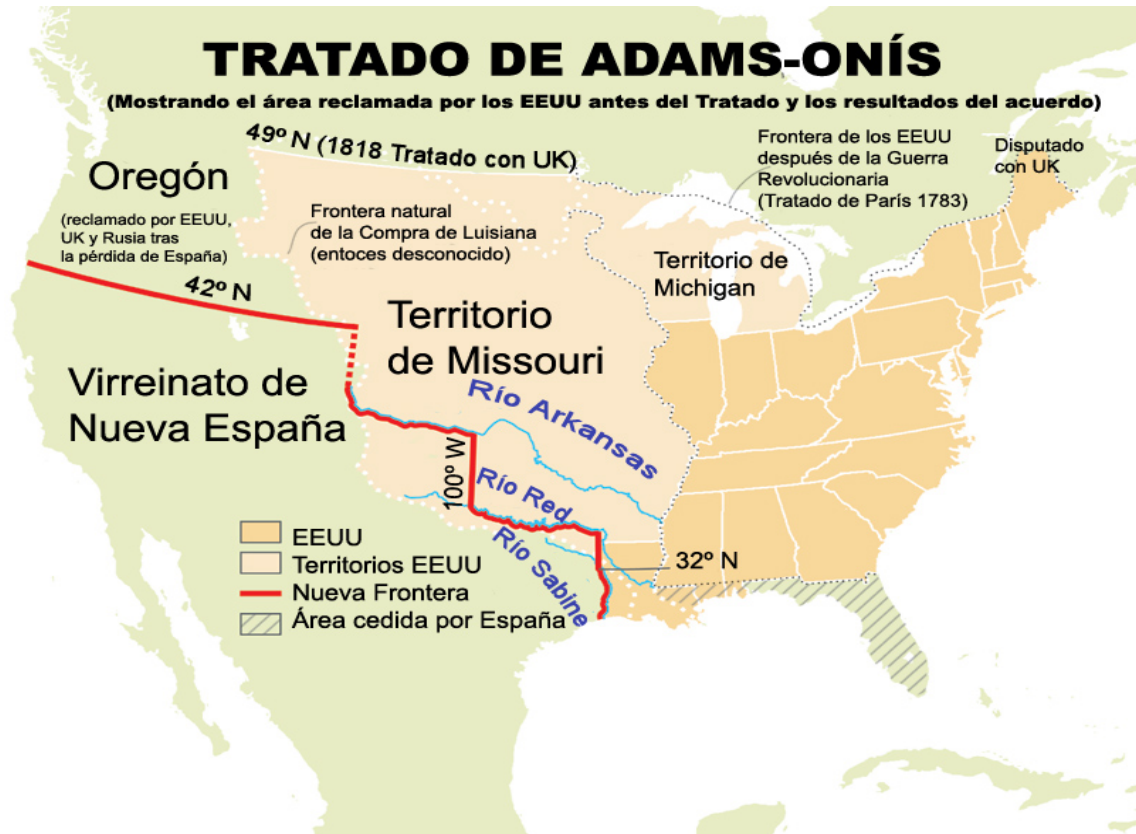 TRATADO DE ADAMS-ONÍS
(Mostrando el área reclamada por los EEUU antes del Tratado y los resultados del acuerdo)
49º N (1818 Tratado con UK)
Frontera de los EEUU
después de la Guerra
Revolucionaria
(Tratado de París 1783)
Disputado
con UK
Oregón
(reclamado por EEUU,
UK y Rusia tras
la pérdida de España)
Frontera natural
de la Compra de Luisiana
(entoces desconocido)
Territorio de
Michigan
42º N
Territorio
de Missouri
Virreinato de
Nueva España
Río Arkansas
100º W
Río Red
Río Sabine
32º N
EEUU
Territorios EEUU
Nueva Frontera
Área cedida por España